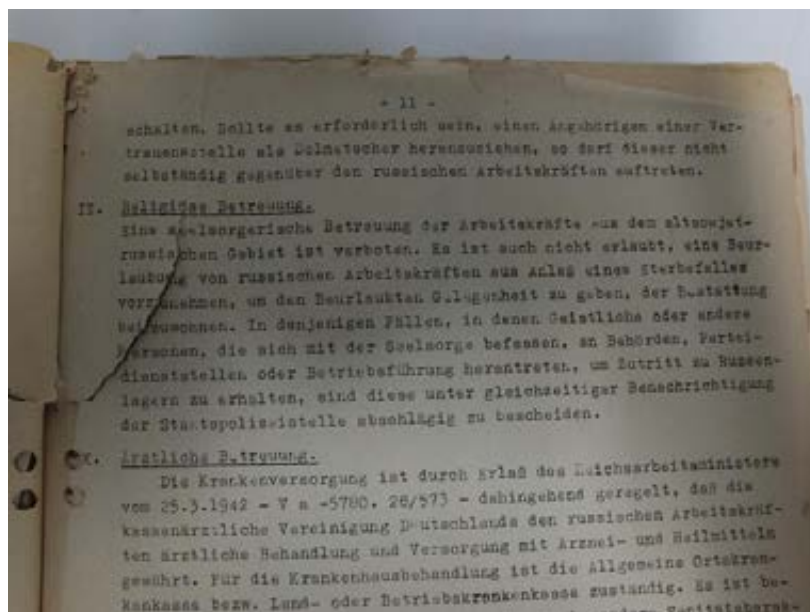 - 11 -
schalten. Sollte es erforderlich sein, einen Angehörigen einer Ver-
trauensstelle als Dolmetscher heranzuziehen, so darf dieser nicht
selbständig gegenüber den russischen Arbeitskräften auftreten.
IX. Religiöse Betreuung.
Eine seelsorgerische Betreuung der Arbeitskräfte aus dem altsowjet-
russischen Gebiet ist verboten. Es ist auch nicht erlaubt, eine Beur-
laubung von russischen Arbeitskräften aus Anlaß eines Sterbefalles
vorzunehmen, um den Beurlaubten Gelegenheit zu geben, der Bestattung
beizuwohnen. In denjenigen Fällen, in denen Geistliche oder andere
Personen, die sich mit der Seelsorge befassen, an Behörden, Partei-
dienststellen oder Betriebsführung herantreten, um Zutritt zu Russen-
lagern zu erhalten, sind diese unter gleichzeitiger Benachrichtigung
der Staatspolizeistelle abschlägig zu bescheiden.
X. Ärztliche Betreuung.
Die Krankenversorgung ist durch Erlaß des Reichsarbeitsministers
vom 25.3.1942 - V a -5780. 28/573 - dahingehend geregelt, daß die
kassenärztliche Vereinigung Deutschlands den russischen Arbeitskräf-
ten ärztliche Behandlung und Versorgung mit Arznei- und Heilmitteln
gewährt. Für die Krankenhausbehandlung ist die Allgemeine Ortskran-
kenkasse bezw. Land- oder Betriebskrankenkasse zuständig. Es ist be-